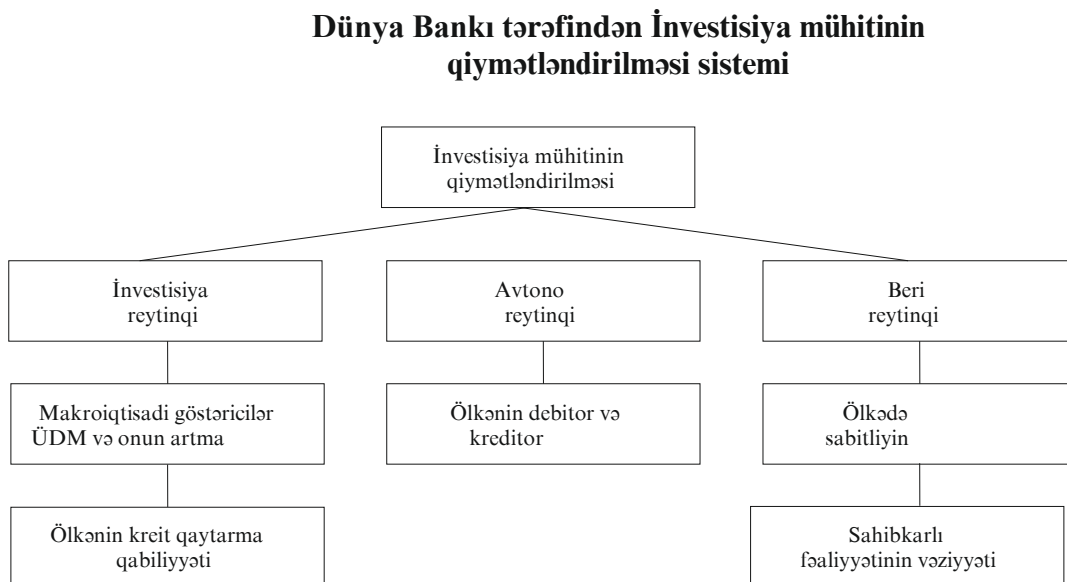 Dünya Bankı tərəfindən İnvestisiya mühitinin
qiymətləndirilməsi sistemi
İnvestisiya mühitinin
qiymətləndirilməsi
İnvestisiya
reytinqi
Avtono
reytinqi
Beri
reytinqi
Makroiqtisadi göstəricilər
ÜDM və onun artma
Ölkənin debitor və
kreditor
Ölkədə
sabitliyin
Ölkənin kreit qaytarma
qabiliyyəti
Sahibkarlı
fəaliyyətinin vəziyyəti